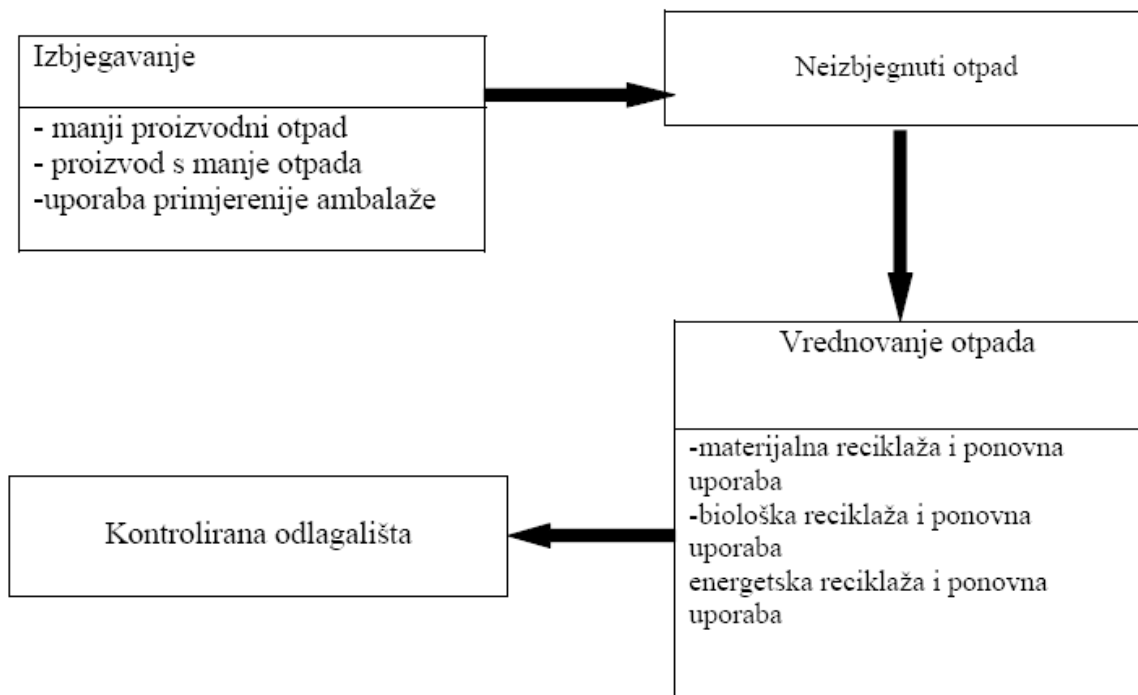 Izbjegavanje
- manji proizvodni otpad
- proizvod s manje otpada
-uporaba primjerenije ambalaže
Neizbjegnuti otpad
Vrednovanje otpada
-materijalna reciklaža i ponovna
uporaba
-biološka reciklaža i ponovna
uporaba
energetska reciklaža i ponovna
uporaba
Kontrolirana odlagališta